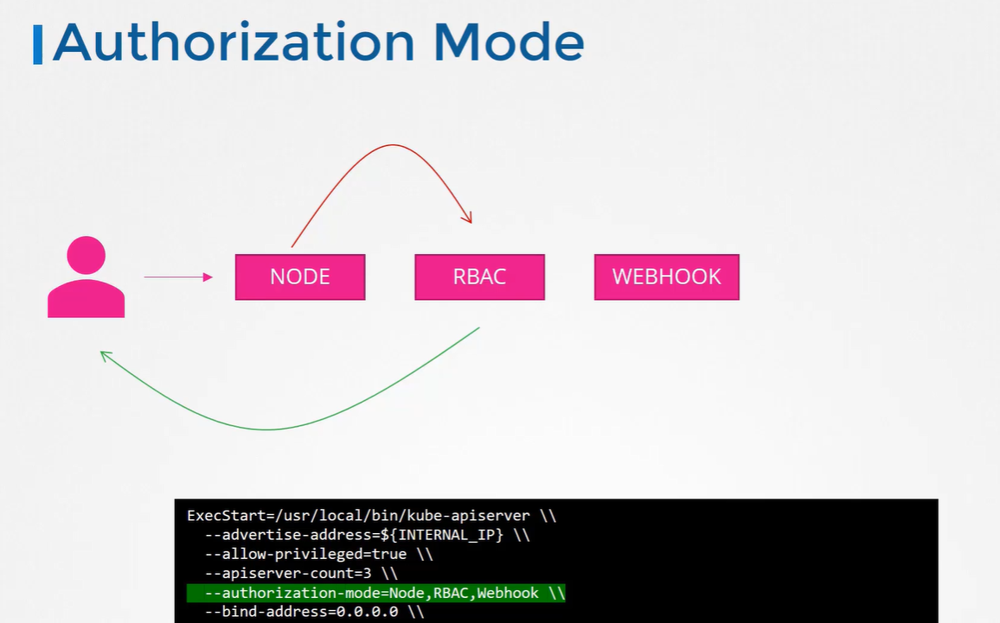 Authorization Mode
NODE
RBAC
WEBHOOK
ExecStart=/usr/local/bin/kube-apiserver \\
--advertise-address=${INTERNAL_IP} \\
--allow-privileged=true \\
--apiserver-count=3 \\
--authorization-mode=Node,RBAC,Webhook \\
--bind-address=0.0.0.0 \\